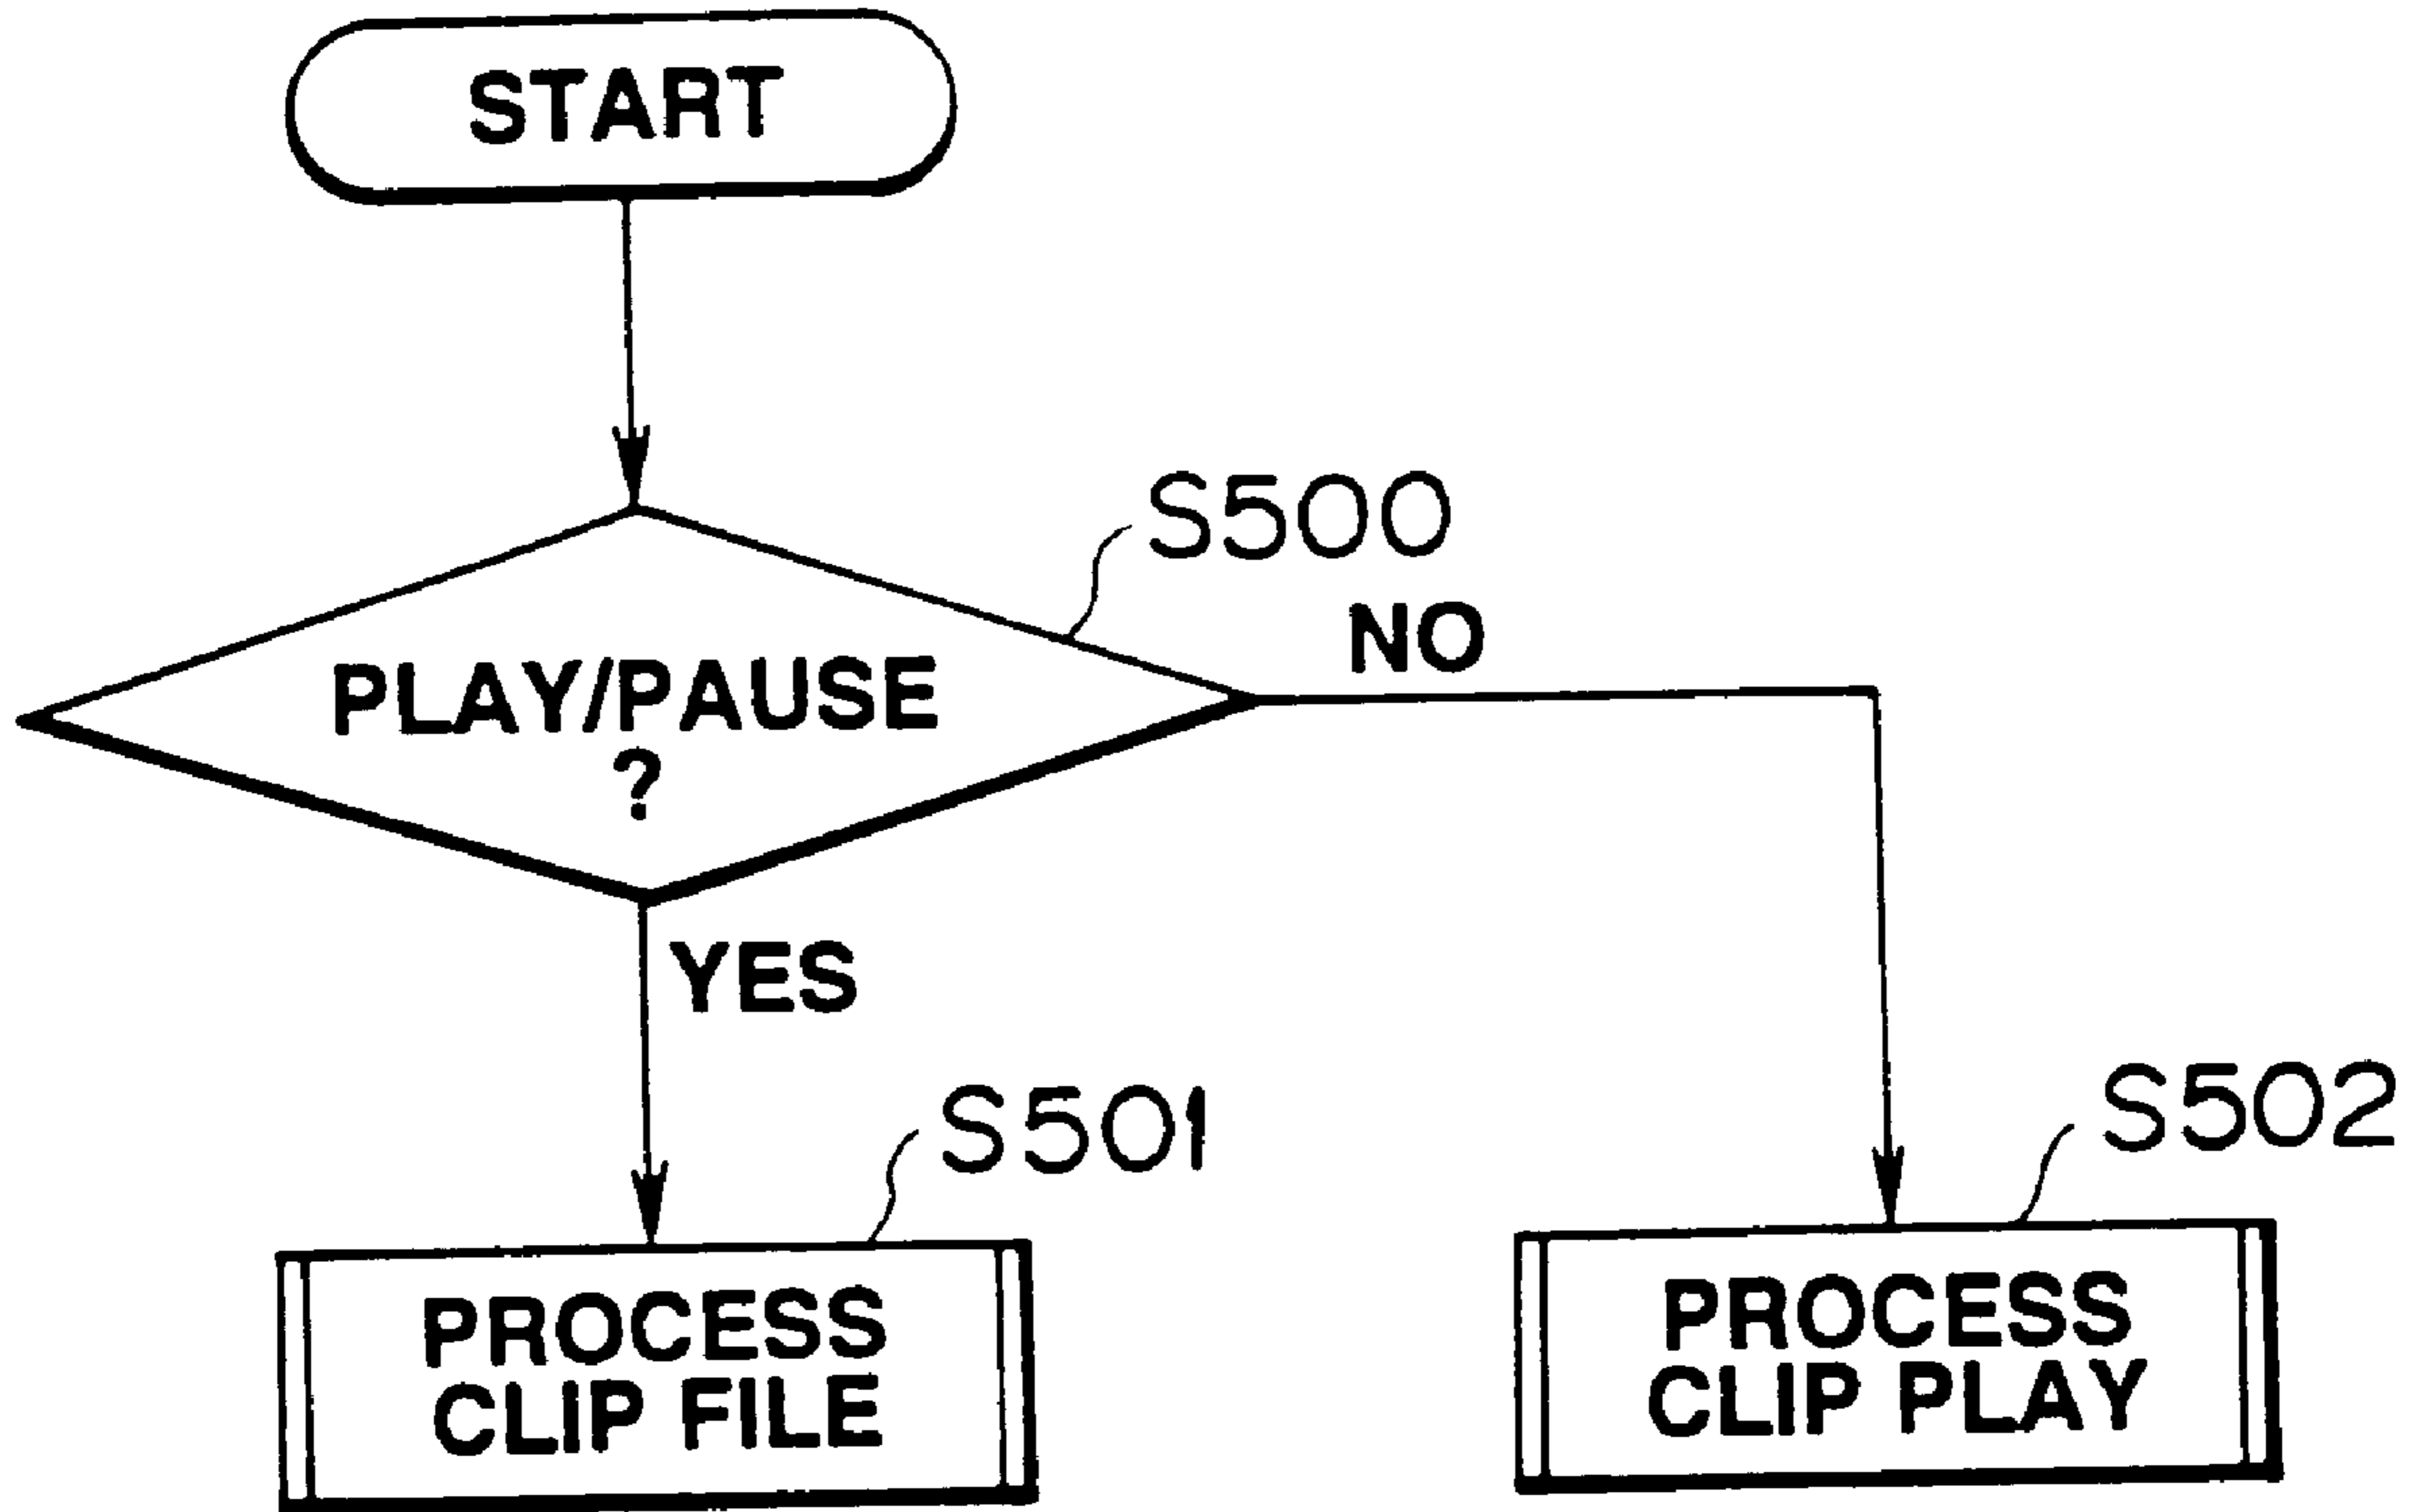 START
S500
NO
PLAY/PAUSE
?
YES
S501
S502
PROCESS
CLIP FILE
PROCESS
CLIP PLAY